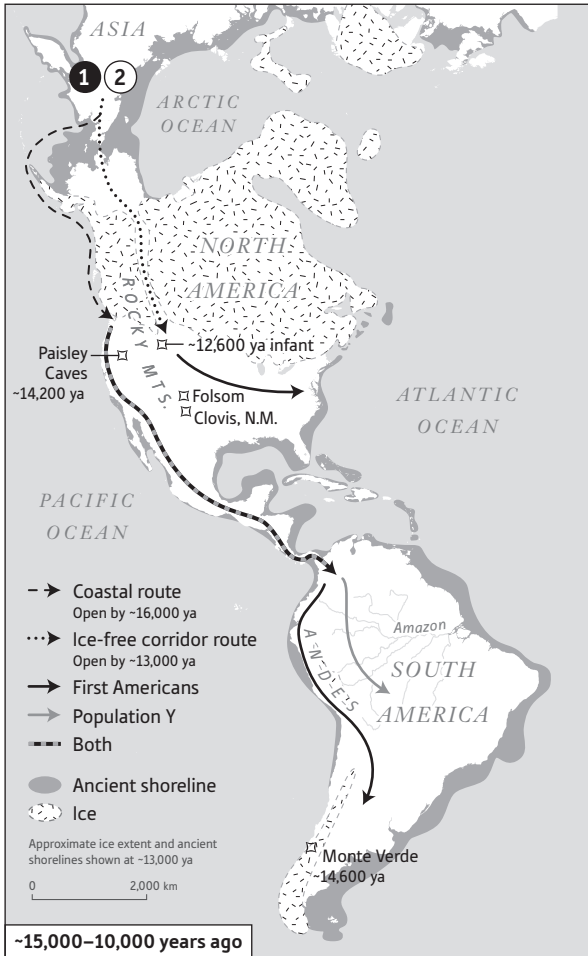 ASIA
1 2
ARCTIC
OCEAN
NORTH
AMERICA
ROCKY MTS.
~12,600 ya infant
Paisley
Caves
~14,200 ya
Folsom
Clovis, N.M.
ATLANTIC
OCEAN
PACIFIC
OCEAN
Coastal route
Open by ~16,000 ya
Ice-free corridor route
Open by ~13,000 ya
First Americans
Population Y
Both
Ancient shoreline
Ice
Approximate ice extent and ancient
shorelines shown at ~13,000 ya
0 2,000 km
Amazon
ANDES
SOUTH
AMERICA
Monte Verde
~14,600 ya
~15,000–10,000 years ago